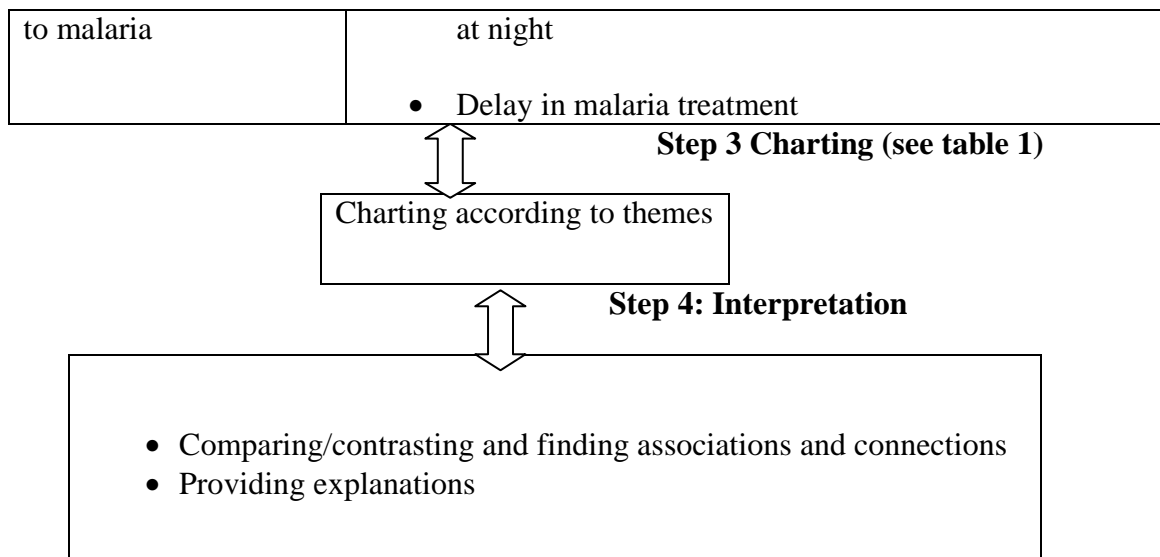 to malaria
at night
• Delay in malaria treatment
Step 3 Charting (see table 1)
Charting according to themes
Step 4: Interpretation
• Comparing/contrasting and finding associations and connections
• Providing explanations